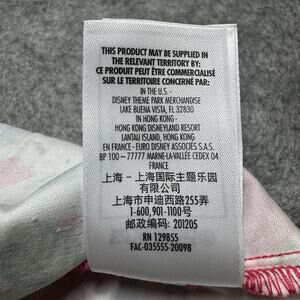 THIS PRODUCT MAY BE SUPPLIED IN
THE RELEVANT TERRITORY BY:
CE PRODUIT PEUT ÊTRE COMMERCIALISÉ
SUR LE TERRITOIRE CONCERNÉ PAR:
IN THE U.S. -
DISNEY THEME PARK MERCHANDISE
LAKE BUENA VISTA, FL 32830
IN HONG KONG -
HONG KONG DISNEYLAND RESORT
LANTAU ISLAND, HONG KONG
EN FRANCE - EURO DISNEY ASSOCIÉS S.A.S.
BP 100 - 77777 MARNE-LA-VALLÉE CEDEX 04
FRANCE
上海 - 上海国际主题乐园
有限公司
上海市申迪西路255弄
1-600,901-1100号
邮政编码: 201205
RN 129855
FAC-035555-20098